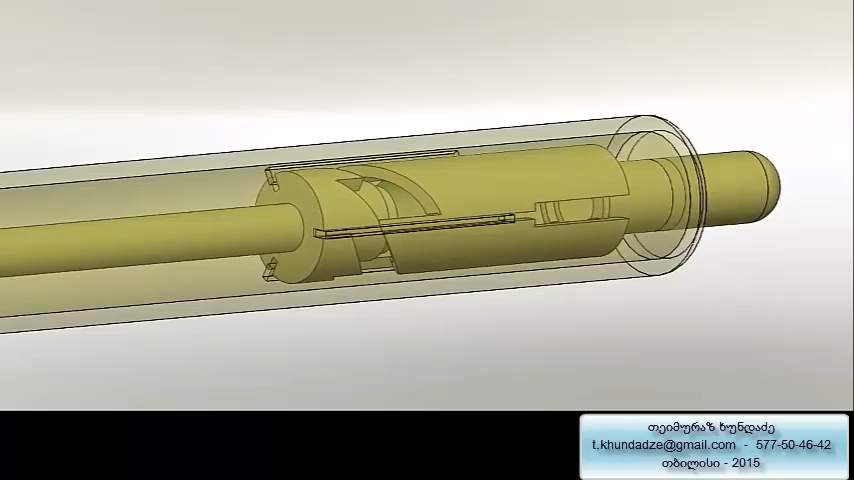 თეიმურაზ ხუნდაძე
t.khundadze@gmail.com - 577-50-46-42
თბილისი - 2015